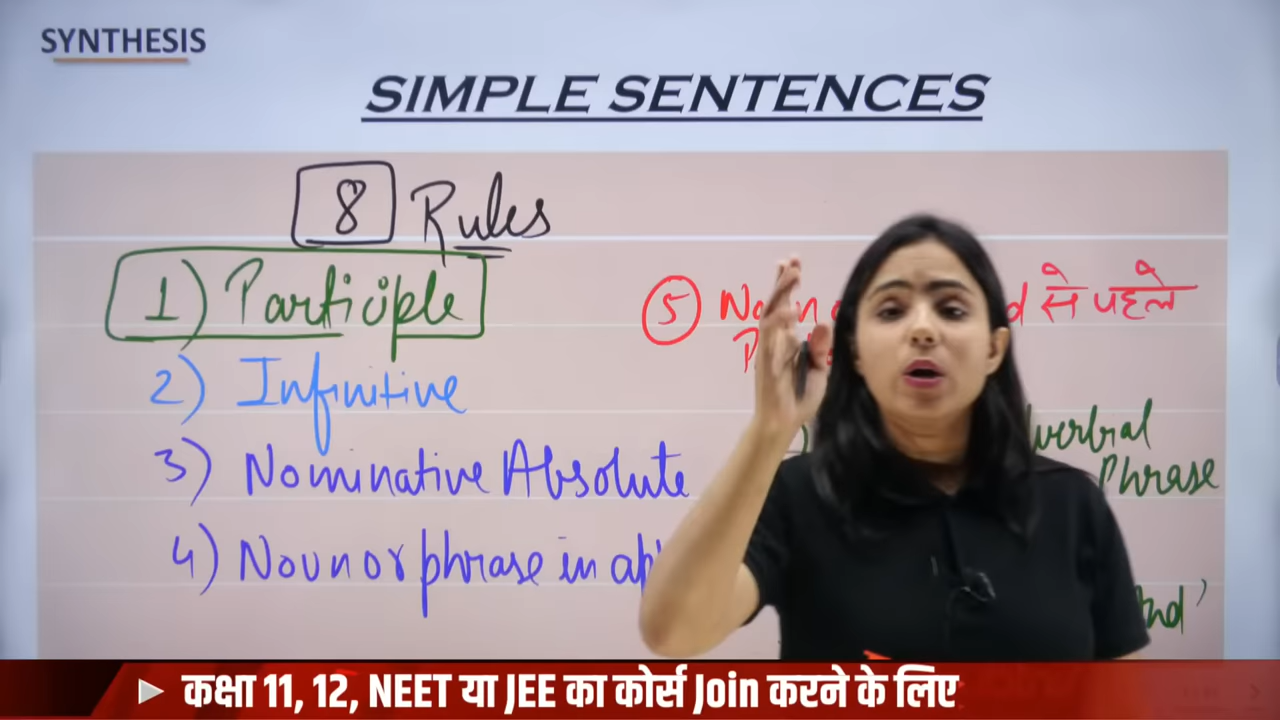 SYNTHESIS
SIMPLE SENTENCES
8 Rules
1) Participle
2) Infinitive
3) Nominative Absolute
4) Noun or phrase in
5 से पहले
Phrase
कक्षा 11, 12, NEET या JEE का कोर्स Join करने के लिए